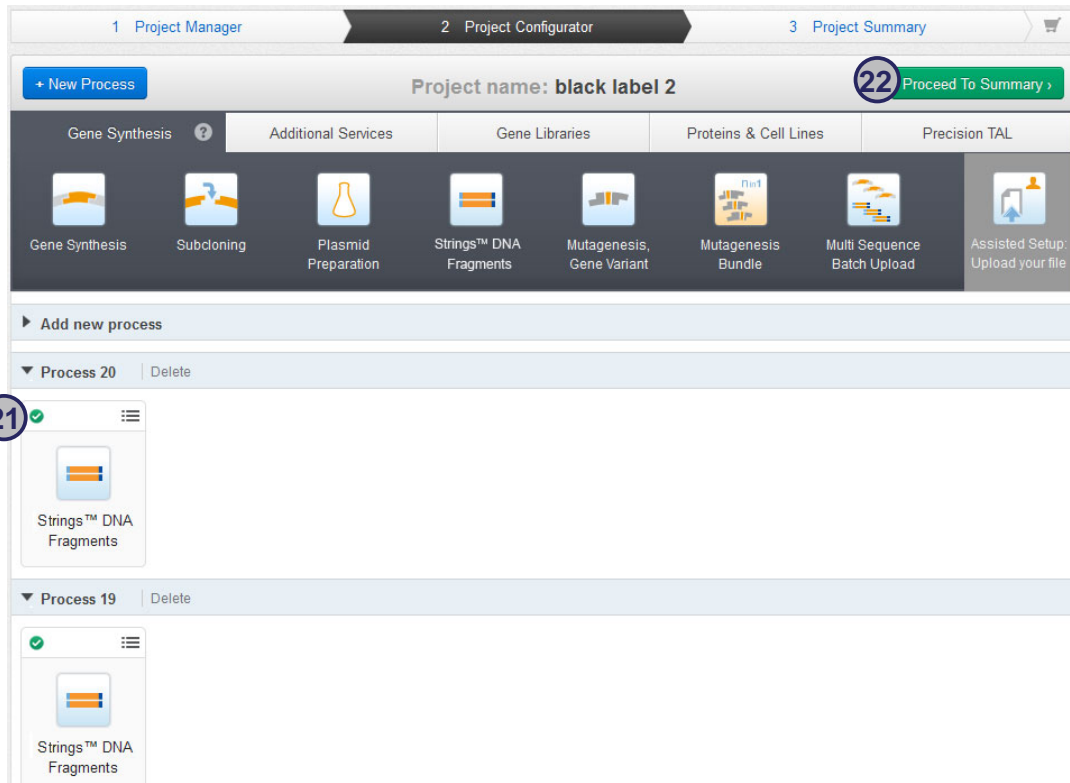 1 Project Manager
2 Project Configurator
3 Project Summary
+ New Process
Project name: black label 2
22
Proceed To Summary ›
Gene Synthesis ?
Additional Services
Gene Libraries
Proteins & Cell Lines
Precision TAL
Gene Synthesis
Subcloning
Plasmid
Preparation
Strings™ DNA
Fragments
Mutagenesis,
Gene Variant
n in 1
Mutagenesis
Bundle
Multi Sequence
Batch Upload
Assisted Setup:
Upload your file
Add new process
Process 20 | Delete
21
Strings™ DNA
Fragments
Process 19 | Delete
Strings™ DNA
Fragments